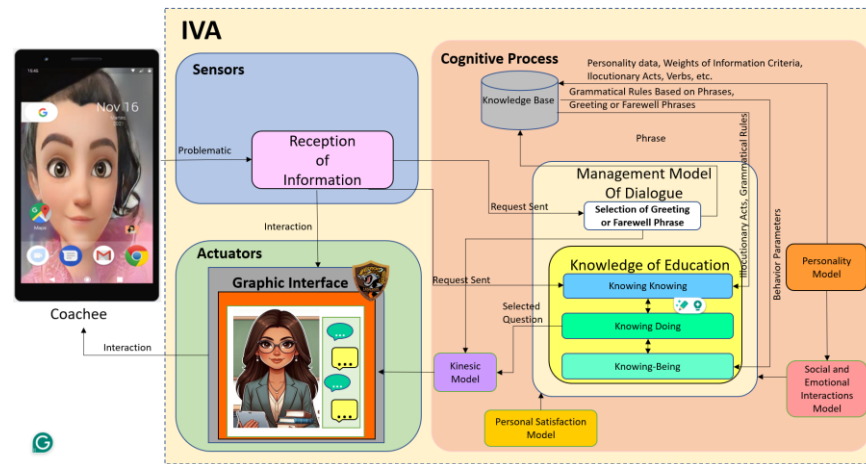 IVA
Sensors
Cognitive Process
Personality data, Weights of Information Criteria,
Ilocutionary Acts, Verbs, etc.
Knowledge Base
Grammatical Rules Based on Phrases,
Greeting or Farewell Phrases
Nov 16
G
Problematic
Reception
of
Information
Phrase
Management Model
Of Dialogue
Request Sent
Selection of Greeting
or Farewell Phrase
Illocutionary Acts, Grammatical Rules
Behavior Parameters
Maps
Interaction
Actuators
Graphic Interface
Request Sent
Knowledge of Education
Knowing Knowing
Personality
Model
Coachee
Selected
Question
Knowing Doing
Interaction
Kinesic
Model
Knowing-Being
Social and
Emotional
Interactions
Model
Personal Satisfaction
Model
G